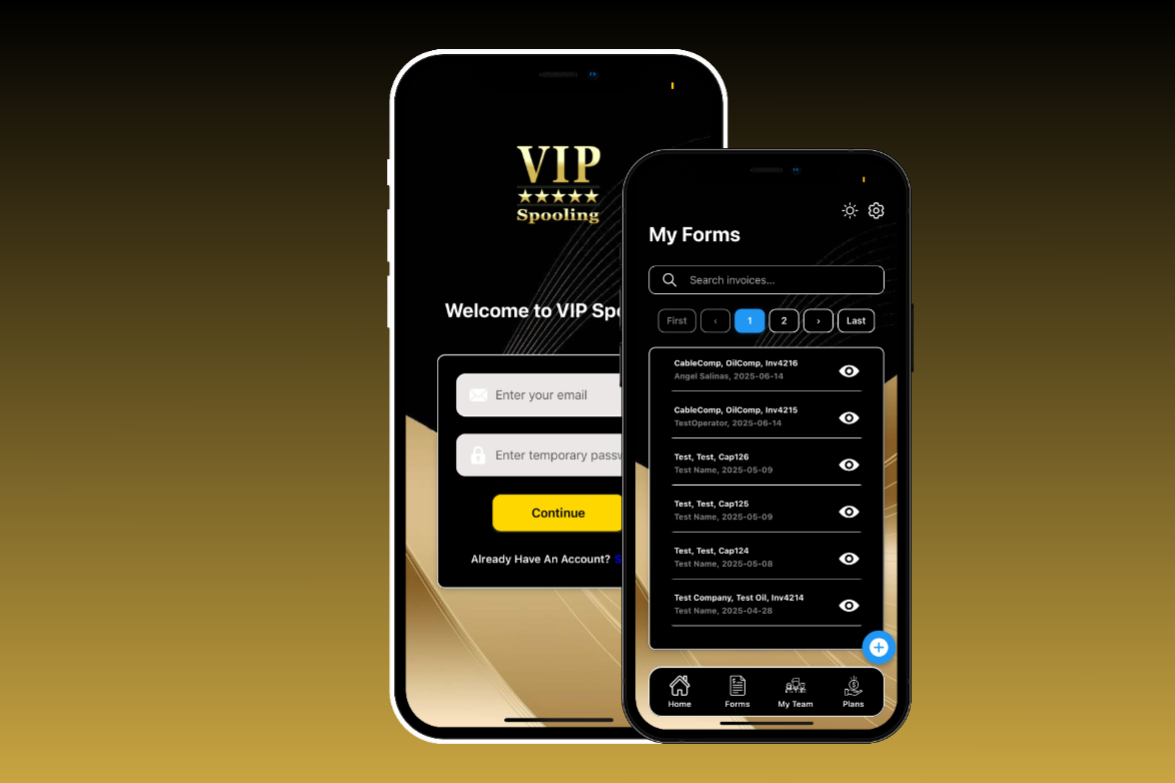 VIP
Spooling
Welcome to VIP Spo
Enter your email
Enter temporary passw
Continue
Already Have An Account? S
My Forms
Search invoices...
First ‹ 1 2 › Last
CableComp, OilComp, Inv4216
Angel Salinas, 2025-06-14
CableComp, OilComp, Inv4215
TestOperator, 2025-06-14
Test, Test, Cap126
Test Name, 2025-05-09
Test, Test, Cap125
Test Name, 2025-05-09
Test, Test, Cap124
Test Name, 2025-05-08
Test Company, Test Oil, Inv4214
Test Name, 2025-04-28
Home Forms My Team Plans